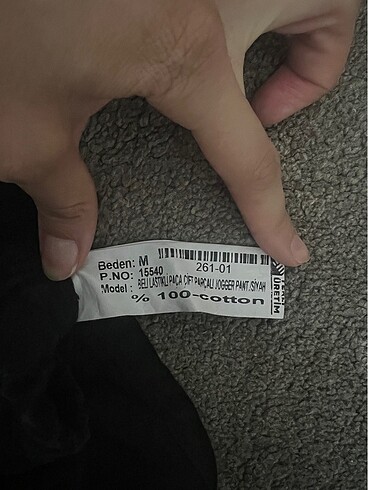 Beden: M
261-01
P.NO: 15540
Model : BELİ LASTİKLİ PAÇA ÇİFT PARÇALI JOGGER PANT./SİYAH
% 100-cotton
ÜRETİM